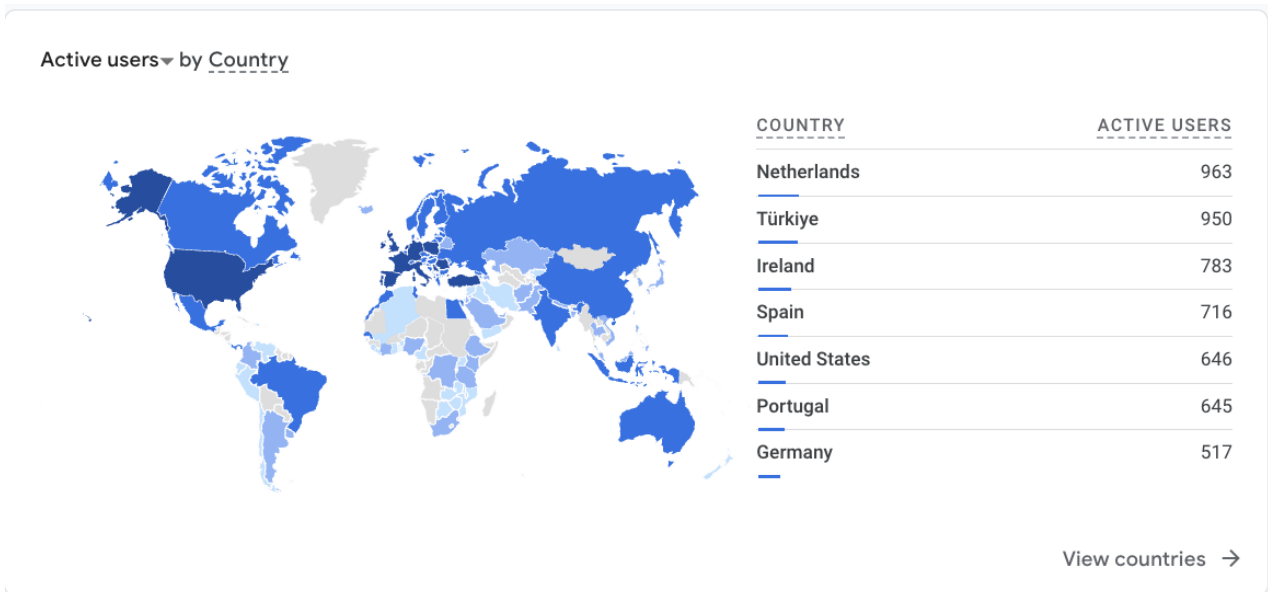 Active users by Country
COUNTRY ACTIVE USERS
Netherlands 963
Türkiye 950
Ireland 783
Spain 716
United States 646
Portugal 645
Germany 517
View countries →